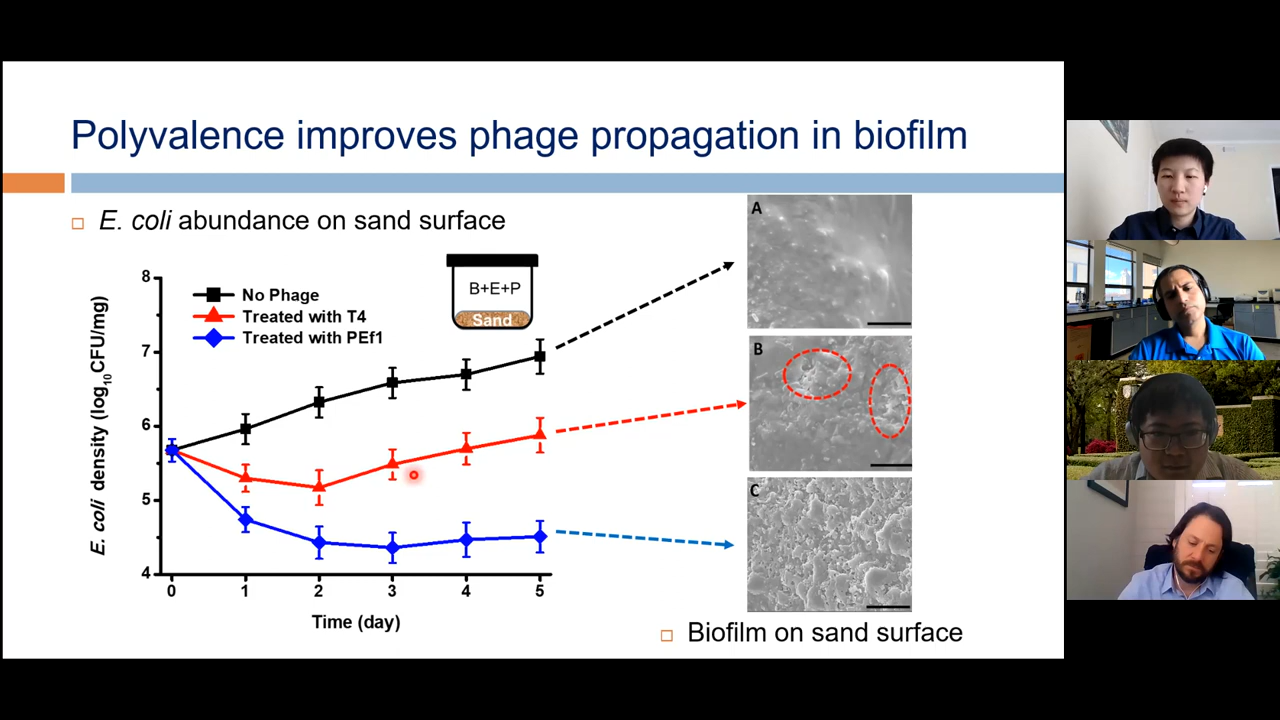 Polyvalence improves phage propagation in biofilm
E. coli abundance on sand surface
E. coli density (log10CFU/mg)
8
7
6
5
4
No Phage
Treated with T4
Treated with PEf1
B+E+P
Sand
0 1 2 3 4 5
Time (day)
A
B
C
Biofilm on sand surface